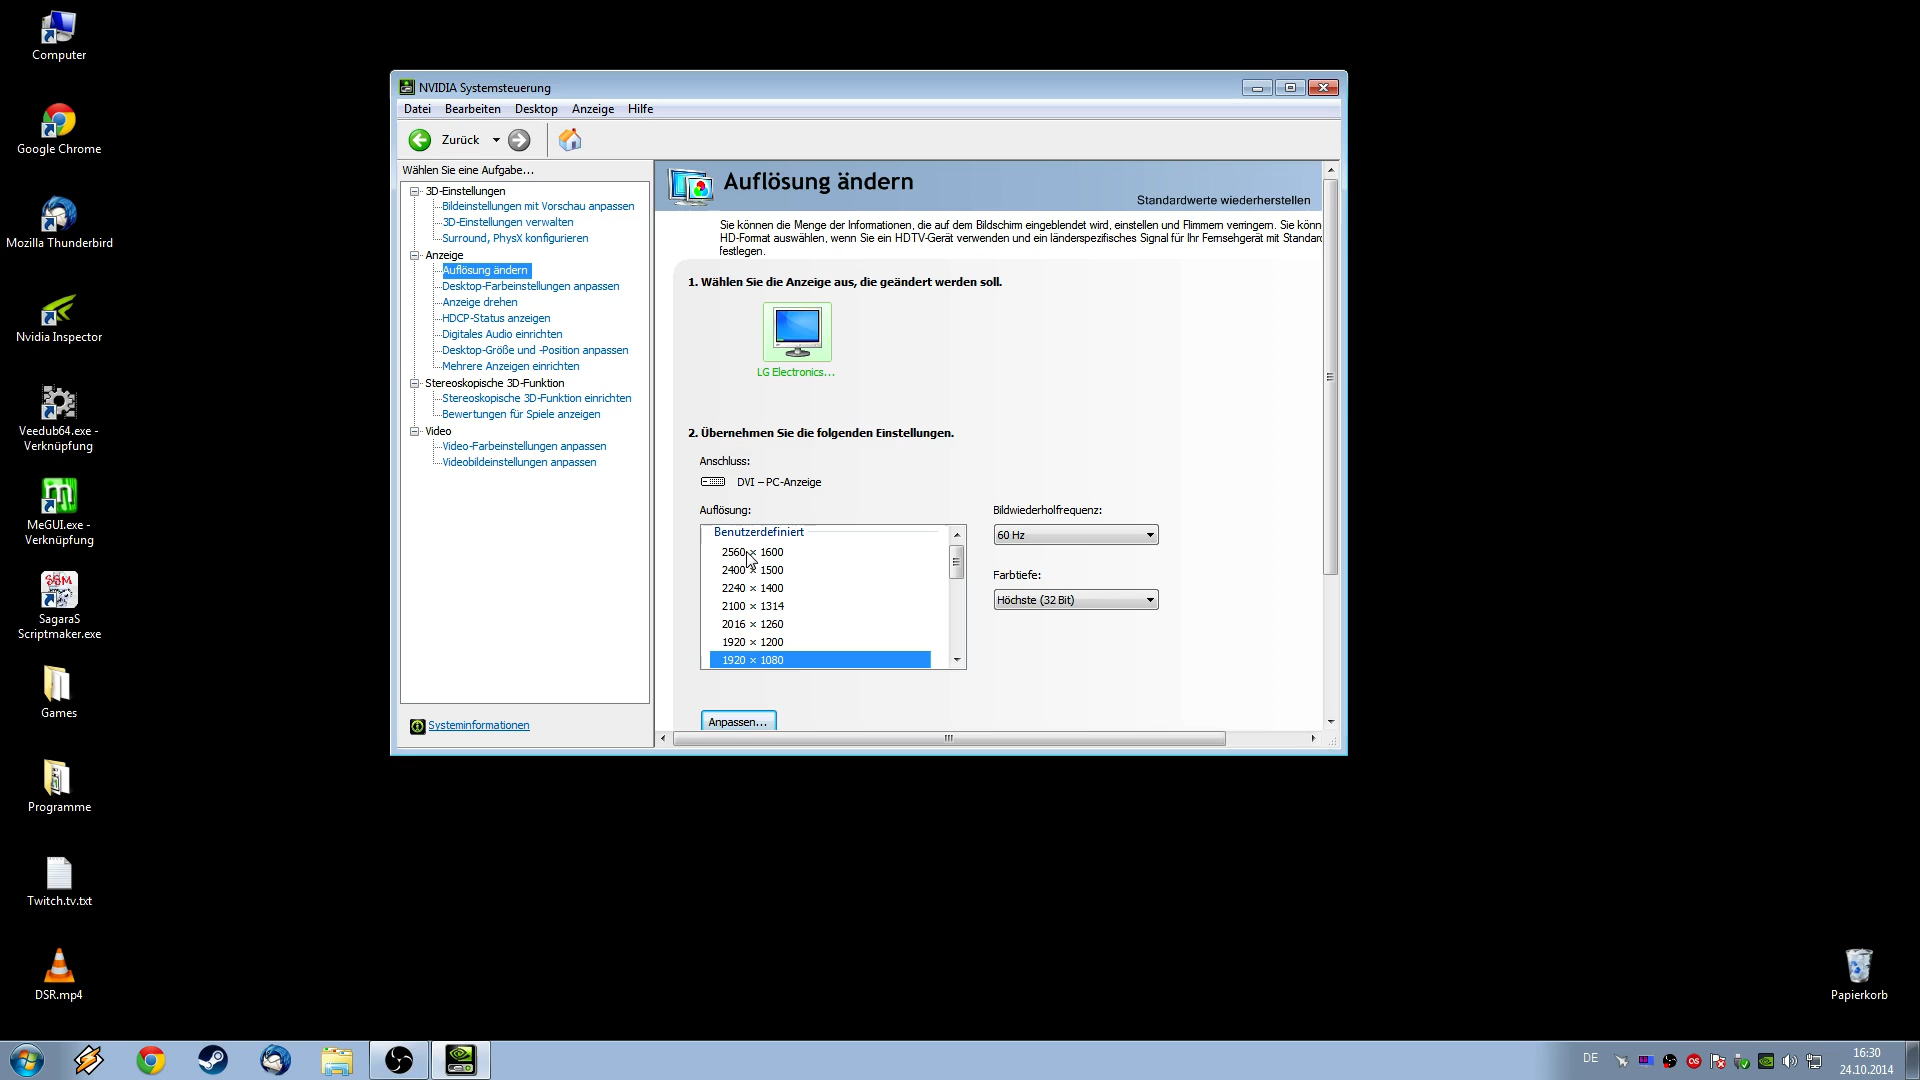 Computer
Google Chrome
Mozilla Thunderbird
Nvidia Inspector
Veedub64.exe -
Verknüpfung
MeGUI.exe -
Verknüpfung
SSM
SagaraS
Scriptmaker.exe
Games
Programme
Twitch.tv.txt
DSR.mp4
NVIDIA Systemsteuerung
Datei Bearbeiten Desktop Anzeige Hilfe
Zurück
Wählen Sie eine Aufgabe...
3D-Einstellungen
Bildeinstellungen mit Vorschau anpassen
3D-Einstellungen verwalten
Surround, PhysX konfigurieren
Anzeige
Auflösung ändern
Desktop-Farbeinstellungen anpassen
Anzeige drehen
HDCP-Status anzeigen
Digitales Audio einrichten
Desktop-Größe und -Position anpassen
Mehrere Anzeigen einrichten
Stereoskopische 3D-Funktion
Stereoskopische 3D-Funktion einrichten
Bewertungen für Spiele anzeigen
Video
Video-Farbeinstellungen anpassen
Videobildeinstellungen anpassen
Systeminformationen
Auflösung ändern
Standardwerte wiederherstellen
Sie können die Menge der Informationen, die auf dem Bildschirm eingeblendet wird, einstellen und Flimmern verringern. Sie könn
HD-Format auswählen, wenn Sie ein HDTV-Gerät verwenden und ein länderspezifisches Signal für Ihr Fernsehgerät mit Standard
festlegen.
1. Wählen Sie die Anzeige aus, die geändert werden soll.
LG Electronics...
2. Übernehmen Sie die folgenden Einstellungen.
Anschluss:
DVI – PC-Anzeige
Auflösung:
Benutzerdefiniert
2560 × 1600
2400 × 1500
2240 × 1400
2100 × 1314
2016 × 1260
1920 × 1200
1920 × 1080
Bildwiederholfrequenz:
60 Hz
Farbtiefe:
Höchste (32 Bit)
Anpassen...
Papierkorb
DE
16:30
24.10.2014